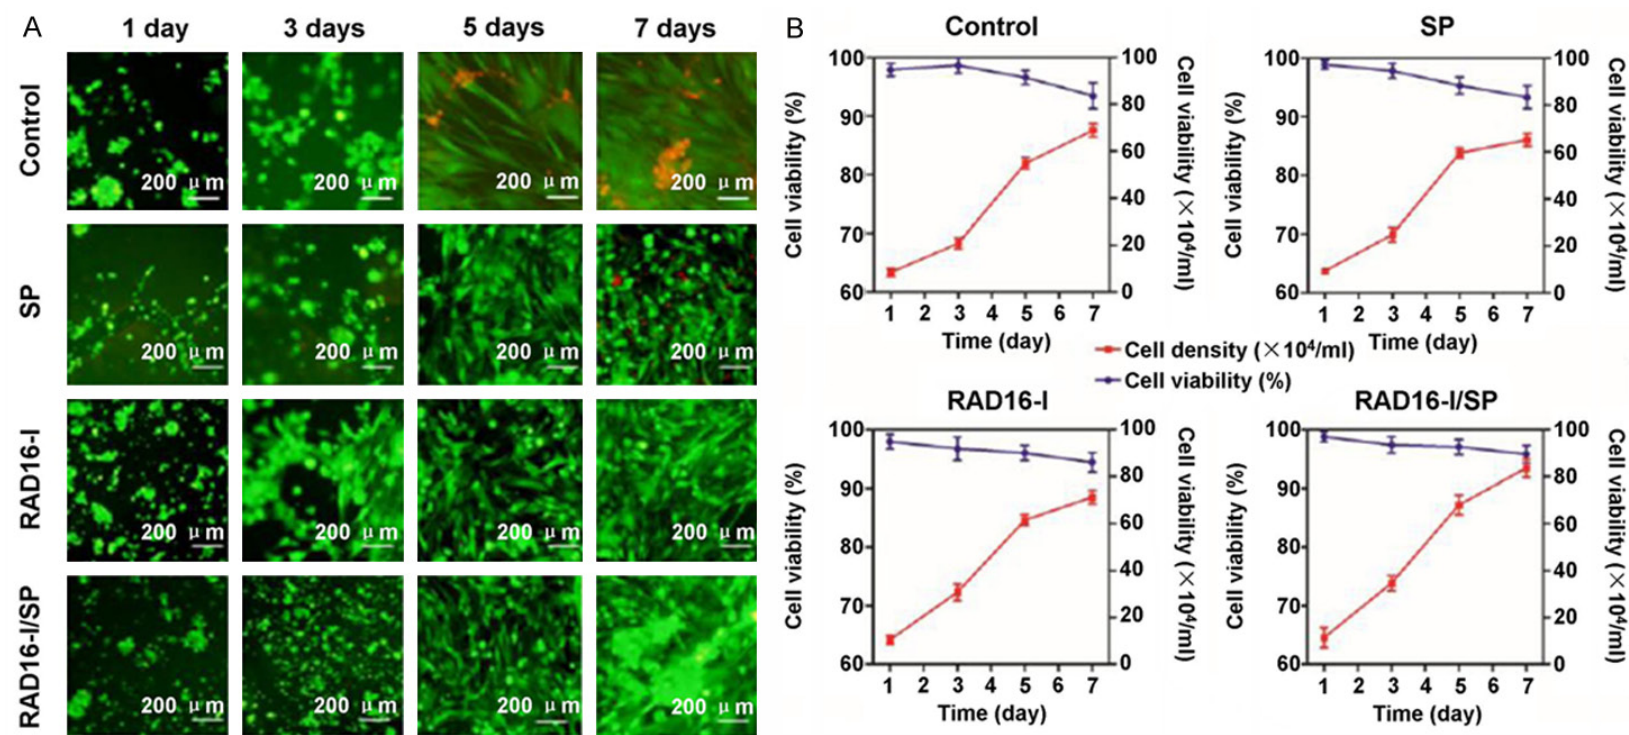 A
1 day
3 days
5 days
7 days
Control
200 μm
200 μm
200 μm
200 μm
SP
200 μm
200 μm
200 μm
200 μm
RAD16-I
200 μm
200 μm
200 μm
200 μm
RAD16-I/SP
200 μm
200 μm
200 μm
200 μm
B
Control
Cell viability (%)
100
90
80
70
60
100
80
60
40
20
0
Cell viability (×10⁴/ml)
1 2 3 4 5 6 7
Time (day)
SP
Cell viability (%)
100
90
80
70
60
100
80
60
40
20
0
Cell viability (×10⁴/ml)
1 2 3 4 5 6 7
Time (day)
Cell density (×10⁴/ml)
Cell viability (%)
RAD16-I
Cell viability (%)
100
90
80
70
60
100
80
60
40
20
0
Cell viability (×10⁴/ml)
1 2 3 4 5 6 7
Time (day)
RAD16-I/SP
Cell viability (%)
100
90
80
70
60
100
80
60
40
20
0
Cell viability (×10⁴/ml)
1 2 3 4 5 6 7
Time (day)